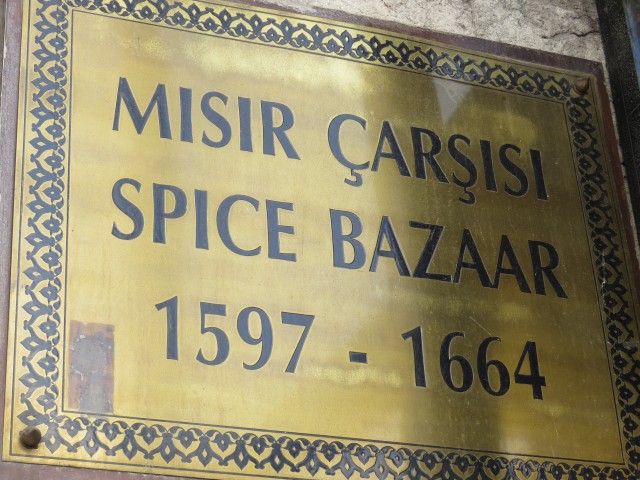 MISIR ÇARŞISI
SPICE BAZAAR
1597 - 1664